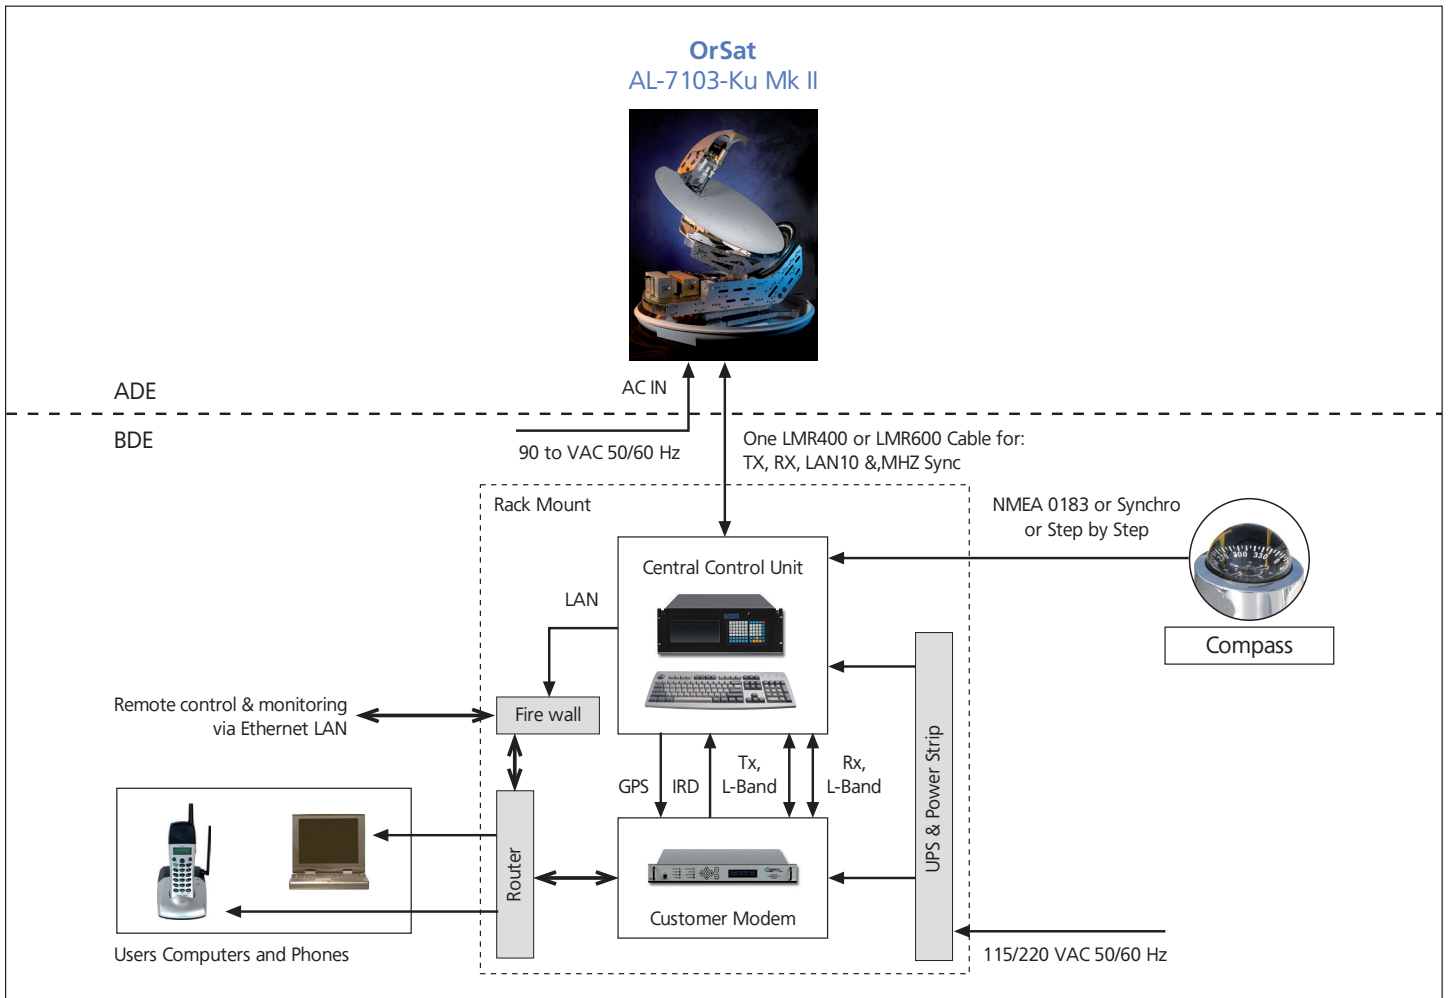 OrSat
AL-7103-Ku Mk II
ADE
AC IN
BDE
90 to VAC 50/60 Hz
One LMR400 or LMR600 Cable for:
TX, RX, LAN10 &,MHZ Sync
Rack Mount
NMEA 0183 or Synchro
or Step by Step
Central Control Unit
LAN
Compass
Remote control & monitoring
via Ethernet LAN
Fire wall
GPS
IRD
Tx,
L-Band
Rx,
L-Band
UPS & Power Strip
Router
Customer Modem
Users Computers and Phones
115/220 VAC 50/60 Hz
300
330